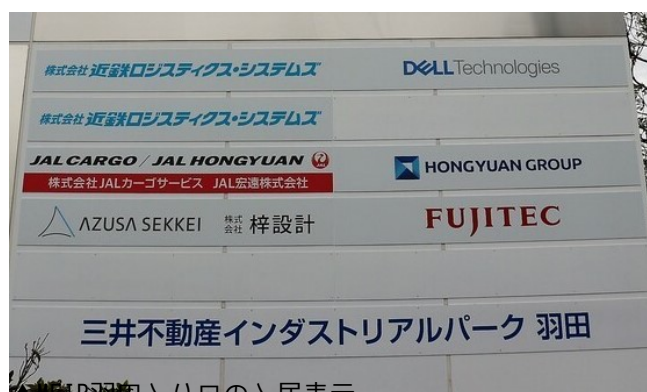 株式会社 近鉄ロジスティクス・システムズ
DELLTechnologies
株式会社 近鉄ロジスティクス・システムズ
JAL CARGO / JAL HONGYUAN
株式会社JALカーゴサービス JAL宏遠株式会社
HONGYUAN GROUP
AZUSA SEKKEI 株式会社 梓設計
FUJITEC
三井不動産インダストリアルパーク 羽田